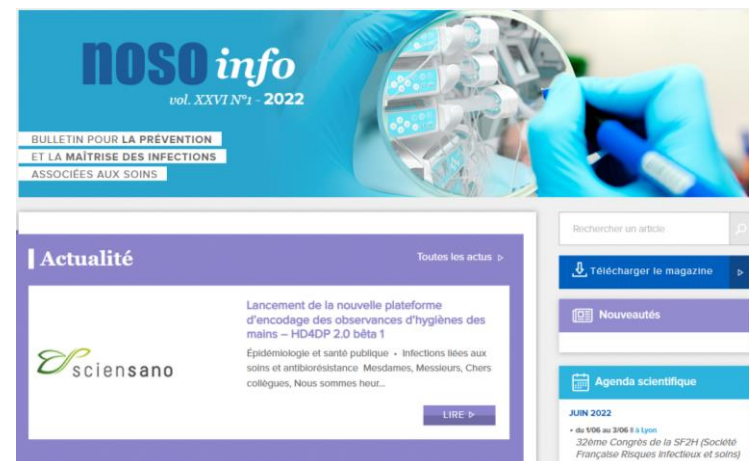 noso info
vol. XXVI N°1 - 2022
BULLETIN POUR LA PRÉVENTION
ET LA MAÎTRISE DES INFECTIONS
ASSOCIÉES AUX SOINS
Actualité
Toutes les actus
Lancement de la nouvelle plateforme
d'encodage des observances d'hygiènes des
mains – HD4DP 2.0 bêta 1
Épidémiologie et santé publique • Infections liées aux
soins et antibiorésistance Mesdames, Messieurs, Chers
collègues, Nous sommes heur...
sciensano
LIRE
Rechercher un article
Télécharger le magazine
Nouveautés
Agenda scientifique
JUIN 2022
• du 1/06 au 3/06 || à Lyon
32ème Congrès de la SF2H (Société
Française Risques Infectieux et soins)